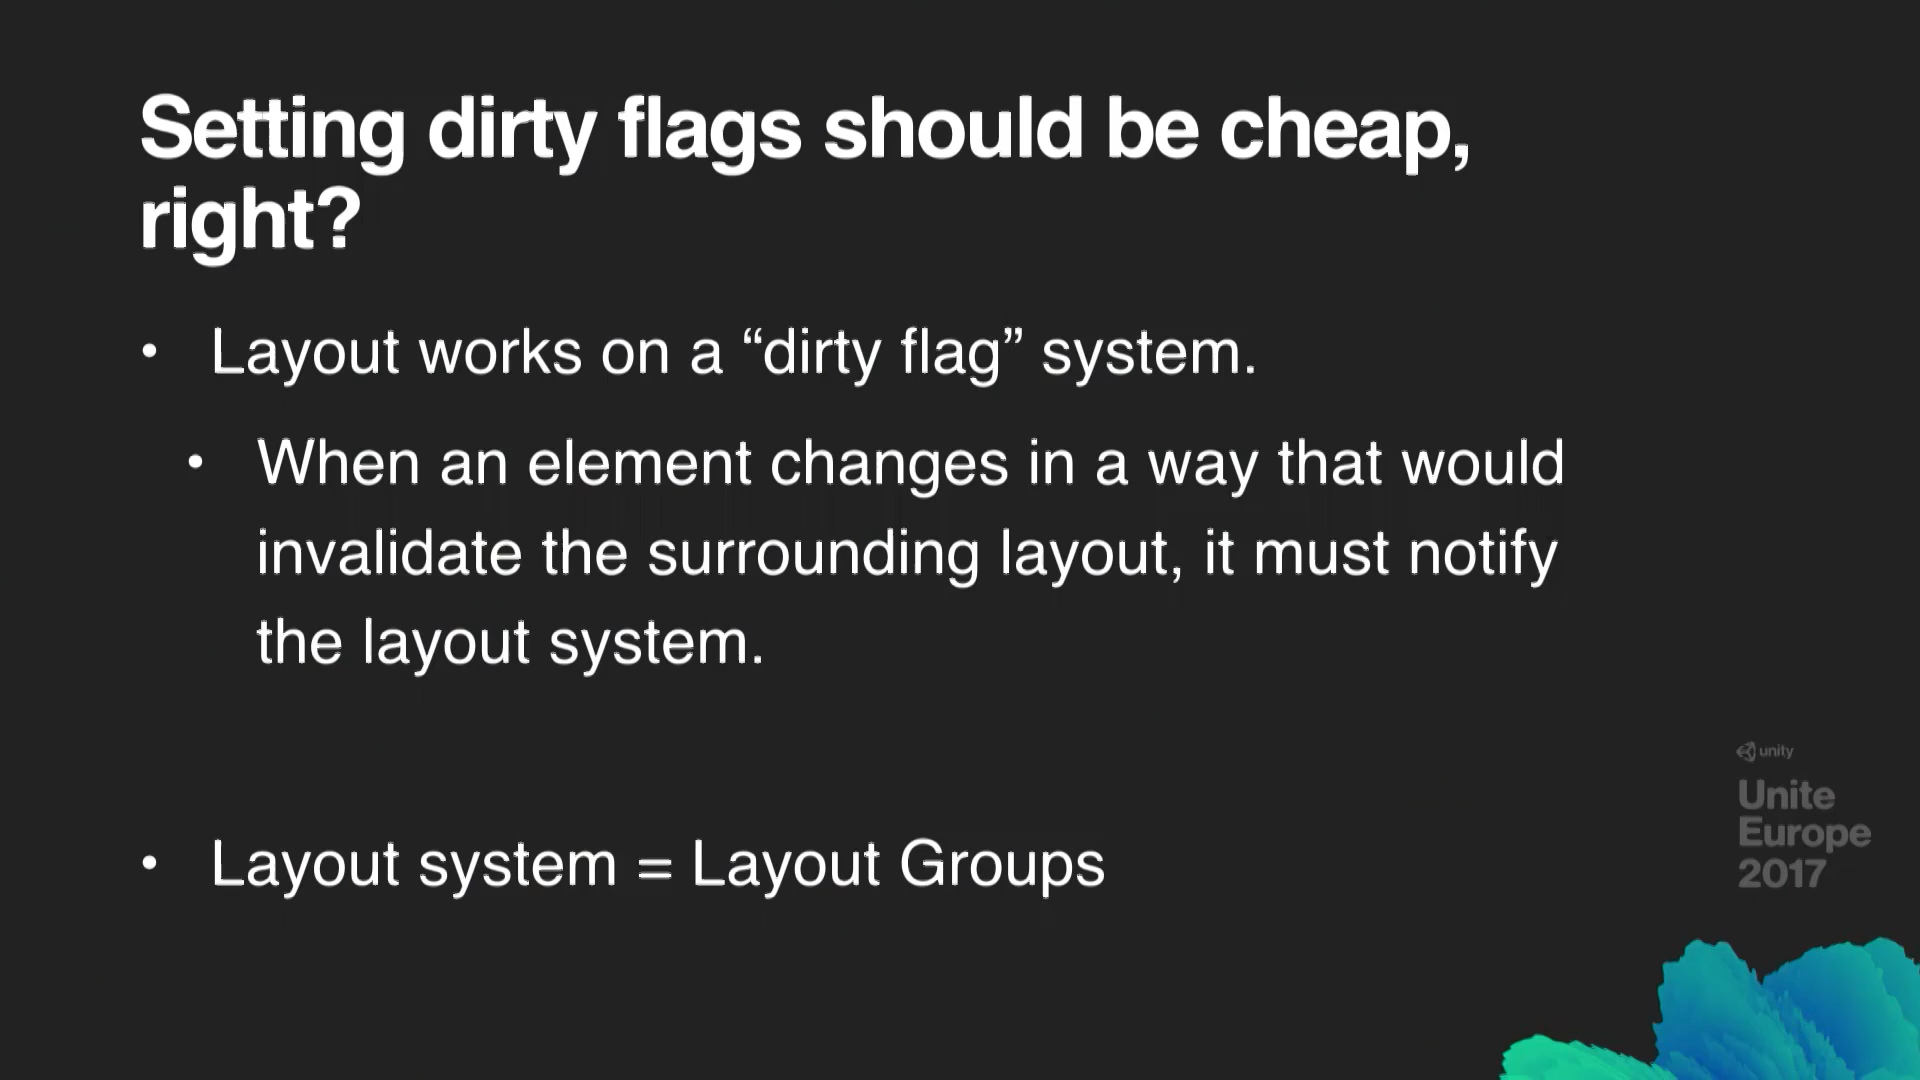 Setting dirty flags should be cheap,
right?
• Layout works on a “dirty flag” system.
• When an element changes in a way that would
invalidate the surrounding layout, it must notify
the layout system.
• Layout system = Layout Groups
unity
Unite
Europe
2017